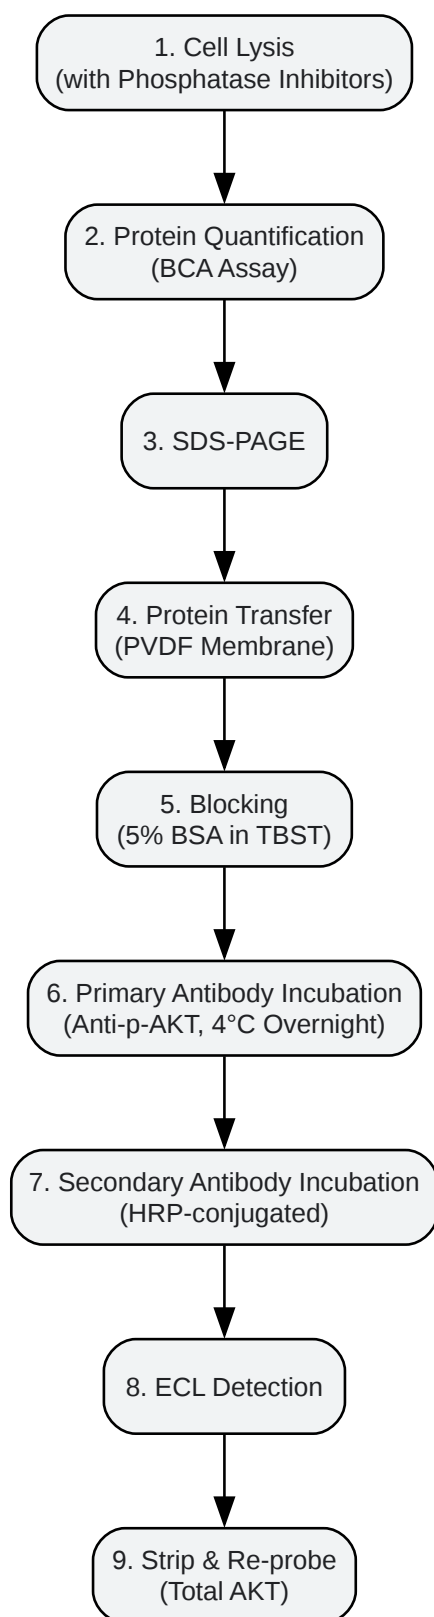 1. Cell Lysis
(with Phosphatase Inhibitors)
2. Protein Quantification
(BCA Assay)
3. SDS-PAGE
4. Protein Transfer
(PVDF Membrane)
5. Blocking
(5% BSA in TBST)
6. Primary Antibody Incubation
(Anti-p-AKT, 4°C Overnight)
7. Secondary Antibody Incubation
(HRP-conjugated)
8. ECL Detection
9. Strip & Re-probe
(Total AKT)